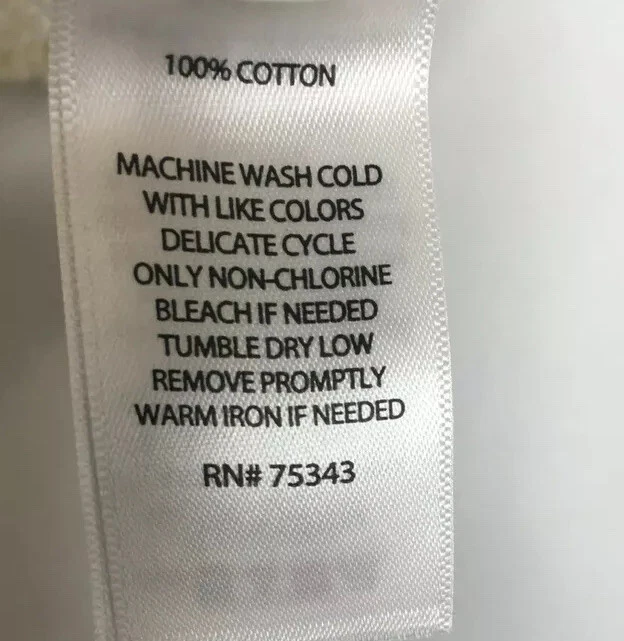 100% COTTON
MACHINE WASH COLD
WITH LIKE COLORS
DELICATE CYCLE
ONLY NON-CHLORINE
BLEACH IF NEEDED
TUMBLE DRY LOW
REMOVE PROMPTLY
WARM IRON IF NEEDED
RN# 75343